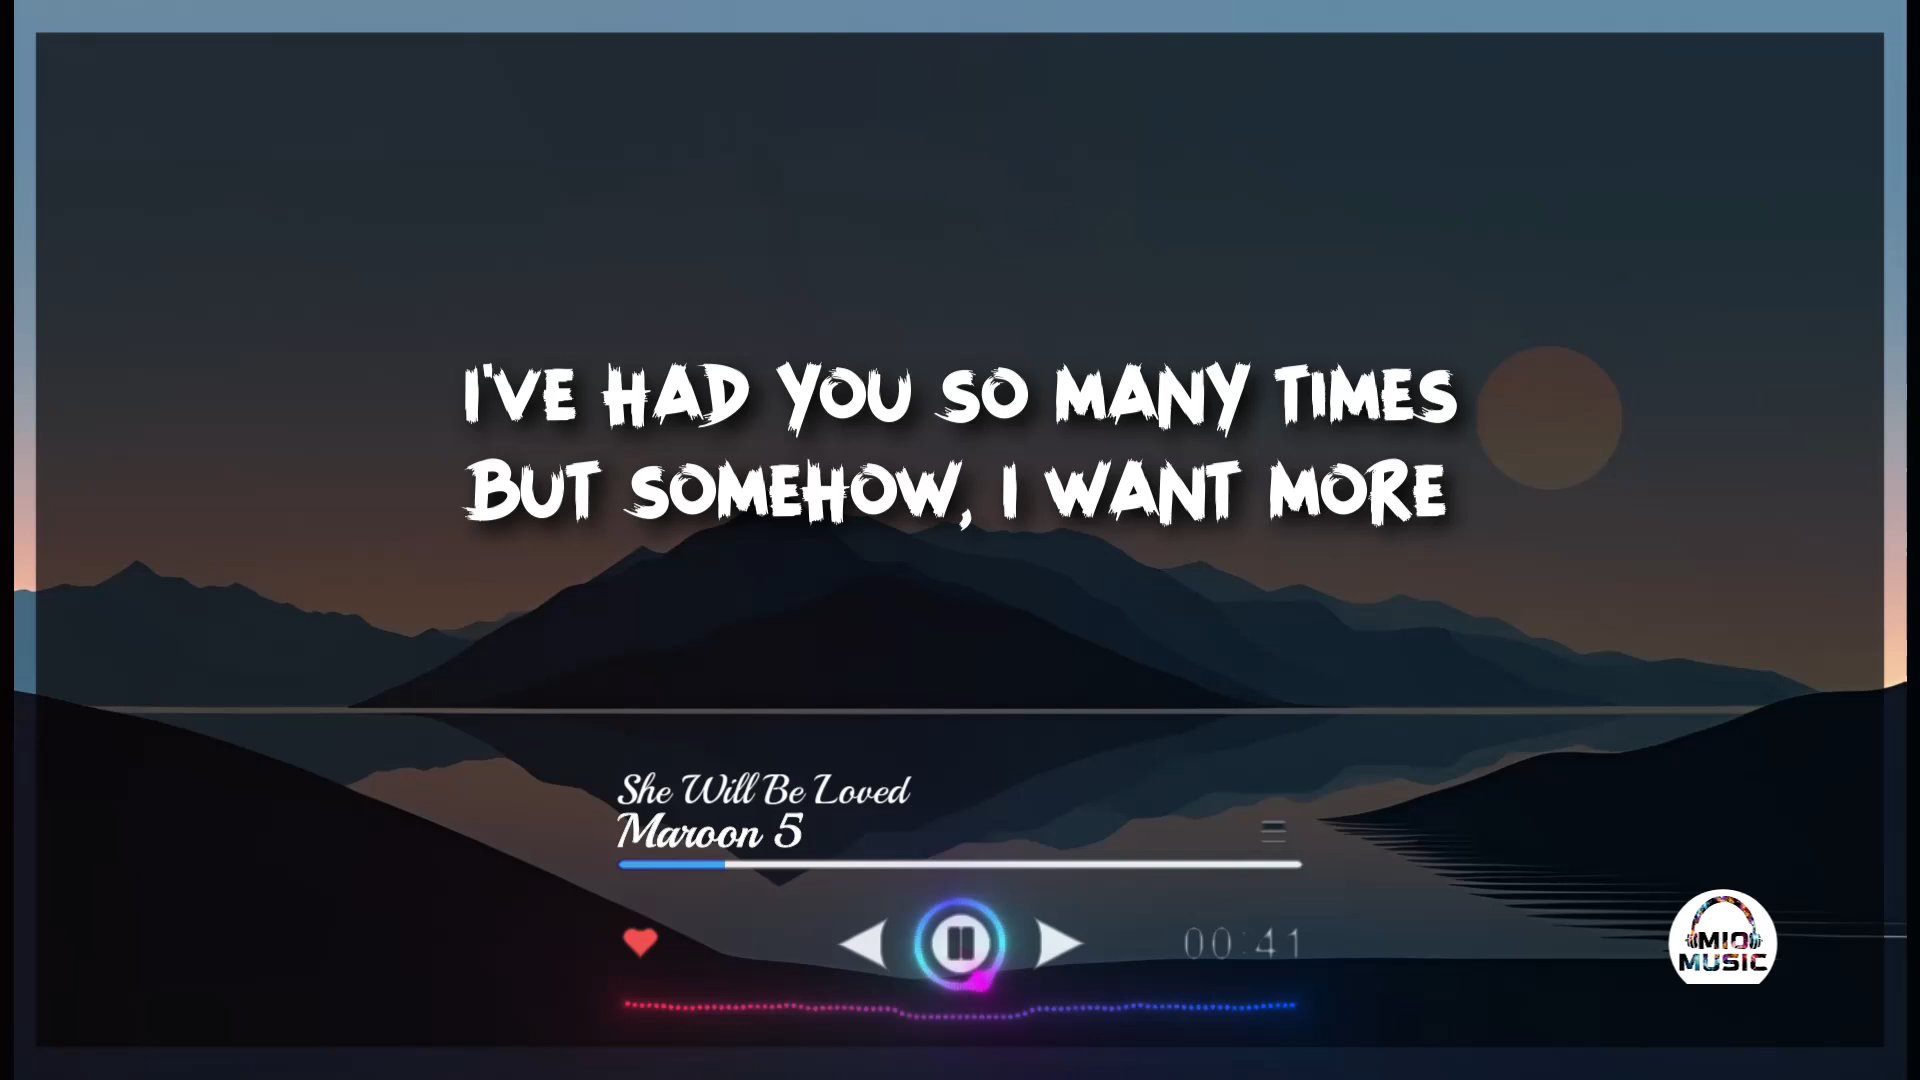 I'VE HAD YOU SO MANY TIMES
BUT SOMEHOW, I WANT MORE
She Will Be Loved
Maroon 5
00:41
MIO
MUSIC